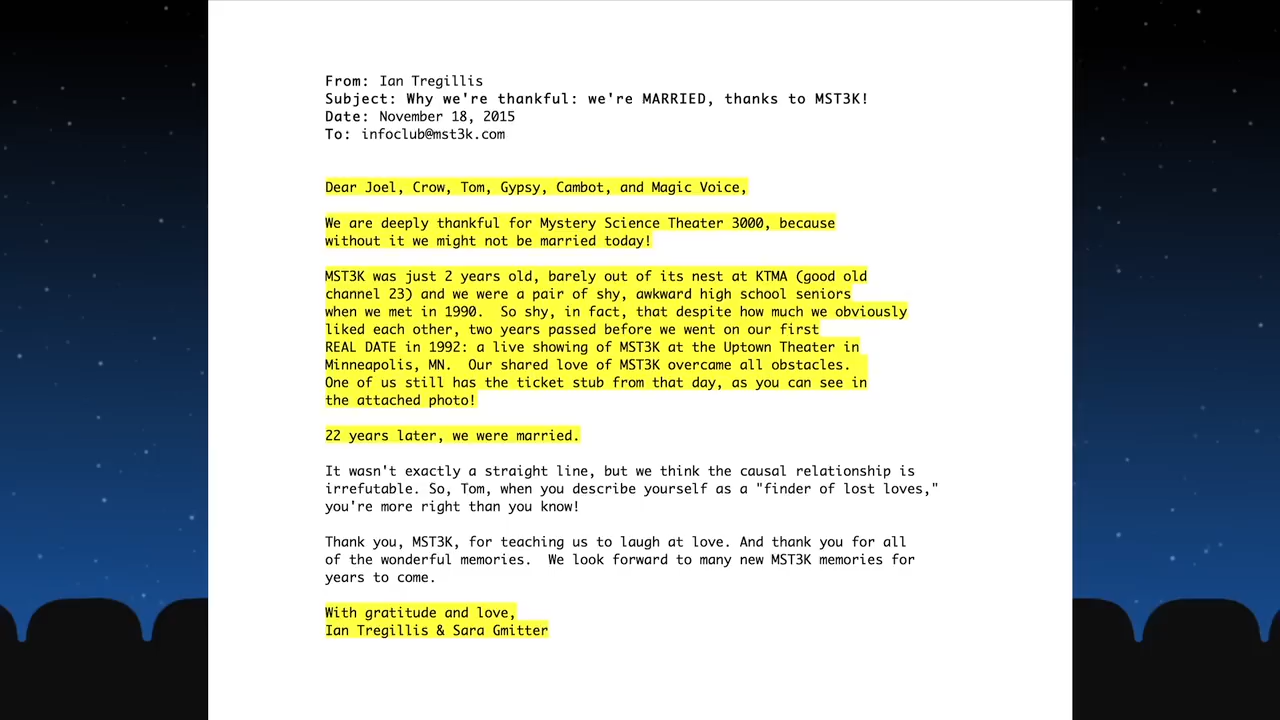 From: Ian Tregillis
Subject: Why we're thankful: we're MARRIED, thanks to MST3K!
Date: November 18, 2015
To: infoclub@mst3k.com
Dear Joel, Crow, Tom, Gypsy, Cambot, and Magic Voice,
We are deeply thankful for Mystery Science Theater 3000, because
without it we might not be married today!
MST3K was just 2 years old, barely out of its nest at KTMA (good old
channel 23) and we were a pair of shy, awkward high school seniors
when we met in 1990.  So shy, in fact, that despite how much we obviously
liked each other, two years passed before we went on our first
REAL DATE in 1992: a live showing of MST3K at the Uptown Theater in
Minneapolis, MN.  Our shared love of MST3K overcame all obstacles.
One of us still has the ticket stub from that day, as you can see in
the attached photo!
22 years later, we were married.
It wasn't exactly a straight line, but we think the causal relationship is
irrefutable. So, Tom, when you describe yourself as a "finder of lost loves,"
you're more right than you know!
Thank you, MST3K, for teaching us to laugh at love. And thank you for all
of the wonderful memories.  We look forward to many new MST3K memories for
years to come.
With gratitude and love,
Ian Tregillis & Sara Gmitter